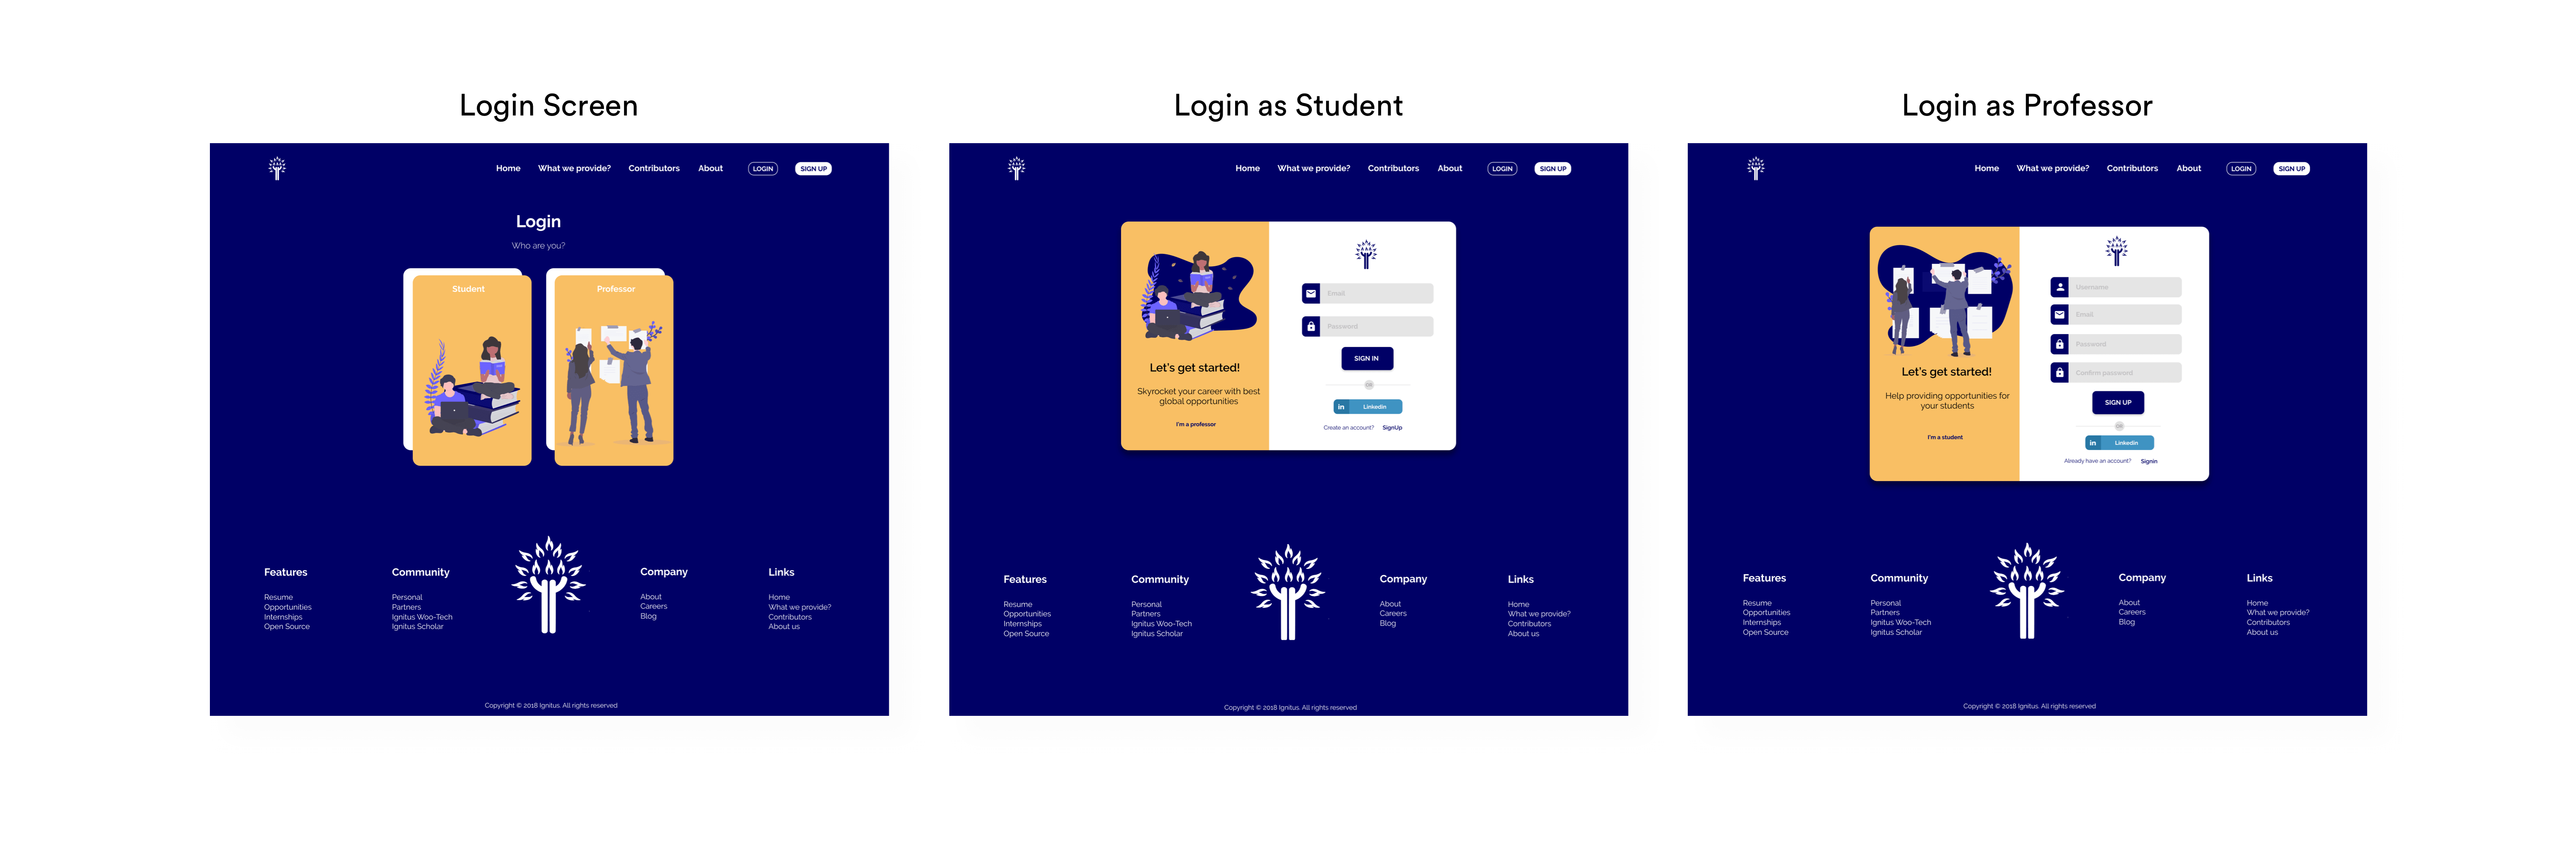 Login Screen
Home What we provide? Contributors About LOGIN SIGN UP
Login
Who are you?
Student
Professor
Features
Resume
Opportunities
Internships
Open Source
Community
Personal
Partners
Ignitus Woo-Tech
Ignitus Scholar
Company
About
Careers
Blog
Links
Home
What we provide?
Contributors
About us
Copyright © 2018 Ignitus. All rights reserved
Login as Student
Home What we provide? Contributors About LOGIN SIGN UP
Let's get started!
Skyrocket your career with best
global opportunities
I'm a professor
Email
Password
SIGN IN
OR
in Linkedin
Create an account? SignUp
Features
Resume
Opportunities
Internships
Open Source
Community
Personal
Partners
Ignitus Woo-Tech
Ignitus Scholar
Company
About
Careers
Blog
Links
Home
What we provide?
Contributors
About us
Copyright © 2018 Ignitus. All rights reserved
Login as Professor
Home What we provide? Contributors About LOGIN SIGN UP
Let's get started!
Help providing opportunities for
your students
I'm a student
Username
Email
Password
Confirm password
SIGN UP
OR
in Linkedin
Already have an account? Signin
Features
Resume
Opportunities
Internships
Open Source
Community
Personal
Partners
Ignitus Woo-Tech
Ignitus Scholar
Company
About
Careers
Blog
Links
Home
What we provide?
Contributors
About us
Copyright © 2018 Ignitus. All rights reserved